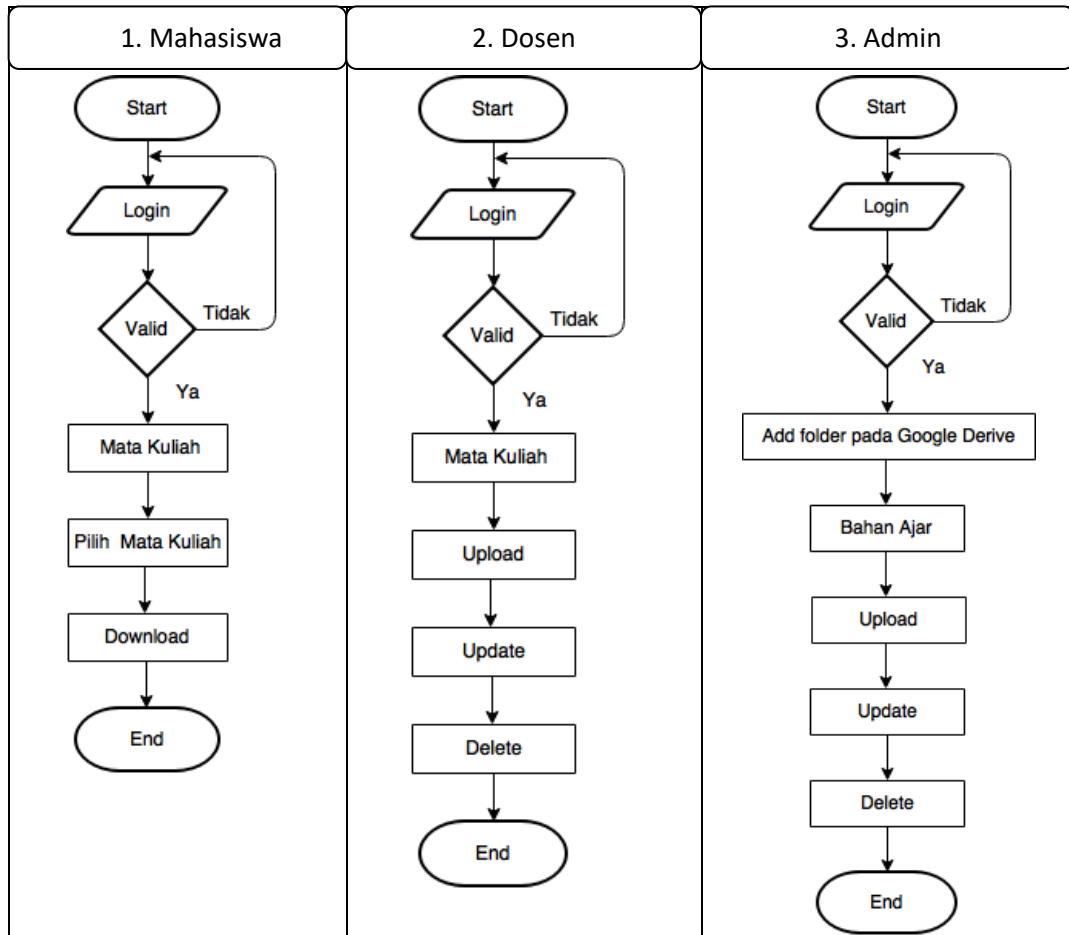 1. Mahasiswa
Start
Login
Valid
Tidak
Ya
Mata Kuliah
Pilih Mata Kuliah
Download
End
2. Dosen
Start
Login
Valid
Tidak
Ya
Mata Kuliah
Upload
Update
Delete
End
3. Admin
Start
Login
Valid
Tidak
Ya
Add folder pada Google Derive
Bahan Ajar
Upload
Update
Delete
End